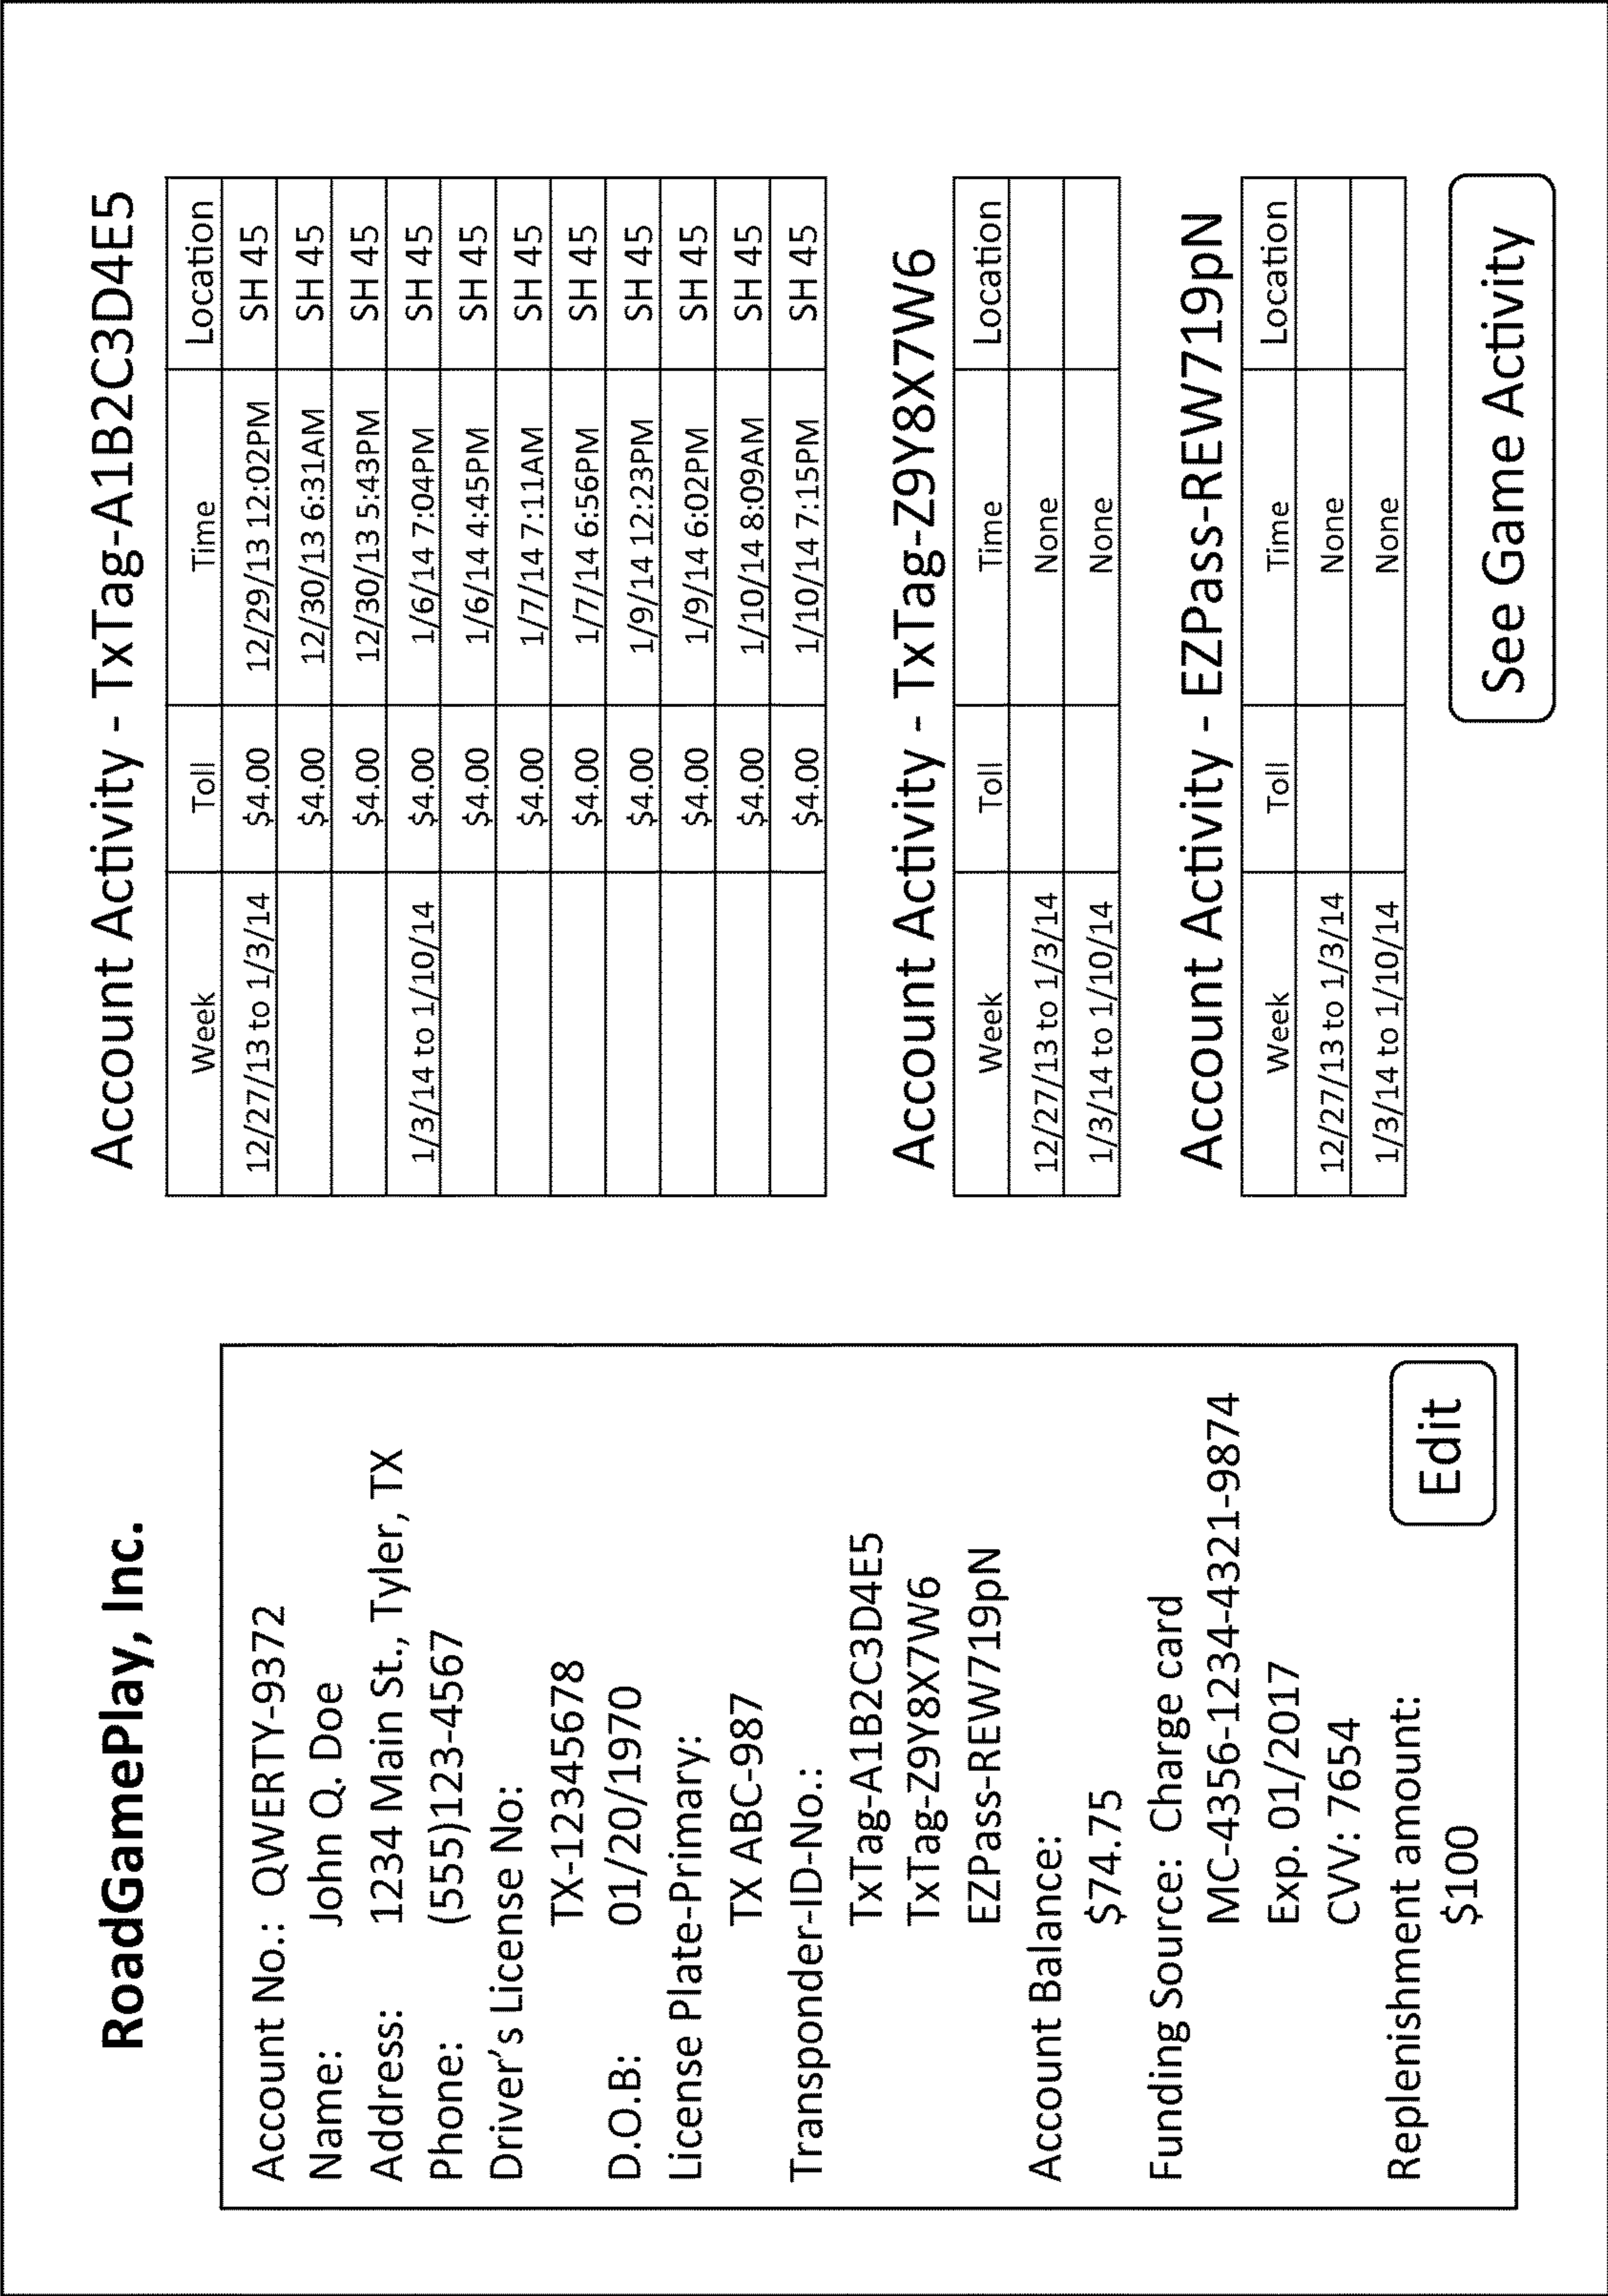 RoadGamePlay, Inc.
Account No.: QWERTY-9372
Name: John Q. Doe
Address: 1234 Main St., Tyler, TX
Phone: (555)123-4567
Driver's License No:
TX-12345678
D.O.B: 01/20/1970
License Plate-Primary:
TX ABC-987
Transponder-ID-No.:
TxTag-A1B2C3D4E5
TxTag-Z9Y8X7W6
EZPass-REW719pN
Account Balance:
$74.75
Funding Source: Charge card
MC-4356-1234-4321-9874
Exp. 01/2017
CVV: 7654
Replenishment amount:
$100
Edit
Account Activity - TxTag-A1B2C3D4E5
Week Toll Time Location
12/27/13 to 1/3/14 $4.00 12/29/13 12:02PM SH 45
$4.00 12/30/13 6:31AM SH 45
$4.00 12/30/13 5:43PM SH 45
1/3/14 to 1/10/14 $4.00 1/6/14 7:04PM SH 45
$4.00 1/6/14 4:45PM SH 45
$4.00 1/7/14 7:11AM SH 45
$4.00 1/7/14 6:56PM SH 45
$4.00 1/9/14 12:23PM SH 45
$4.00 1/9/14 6:02PM SH 45
$4.00 1/10/14 8:09AM SH 45
$4.00 1/10/14 7:15PM SH 45
Account Activity - TxTag-Z9Y8X7W6
Week Toll Time Location
12/27/13 to 1/3/14 None
1/3/14 to 1/10/14 None
Account Activity - EZPass-REW719pN
Week Toll Time Location
12/27/13 to 1/3/14 None
1/3/14 to 1/10/14 None
See Game Activity